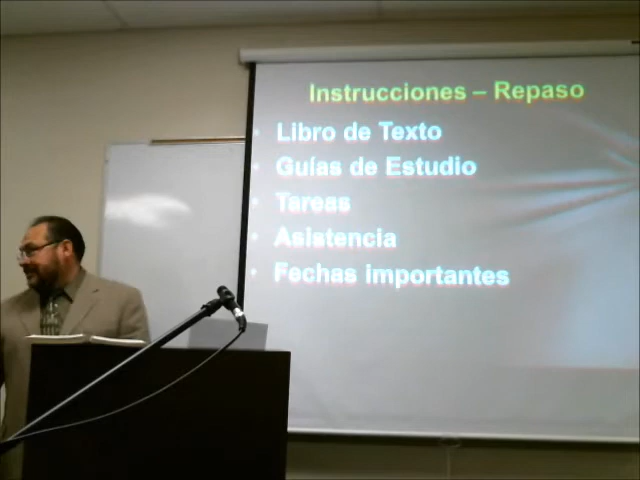 Instrucciones – Repaso
• Libro de Texto
• Guías de Estudio
• Tareas
• Asistencia
• Fechas importantes